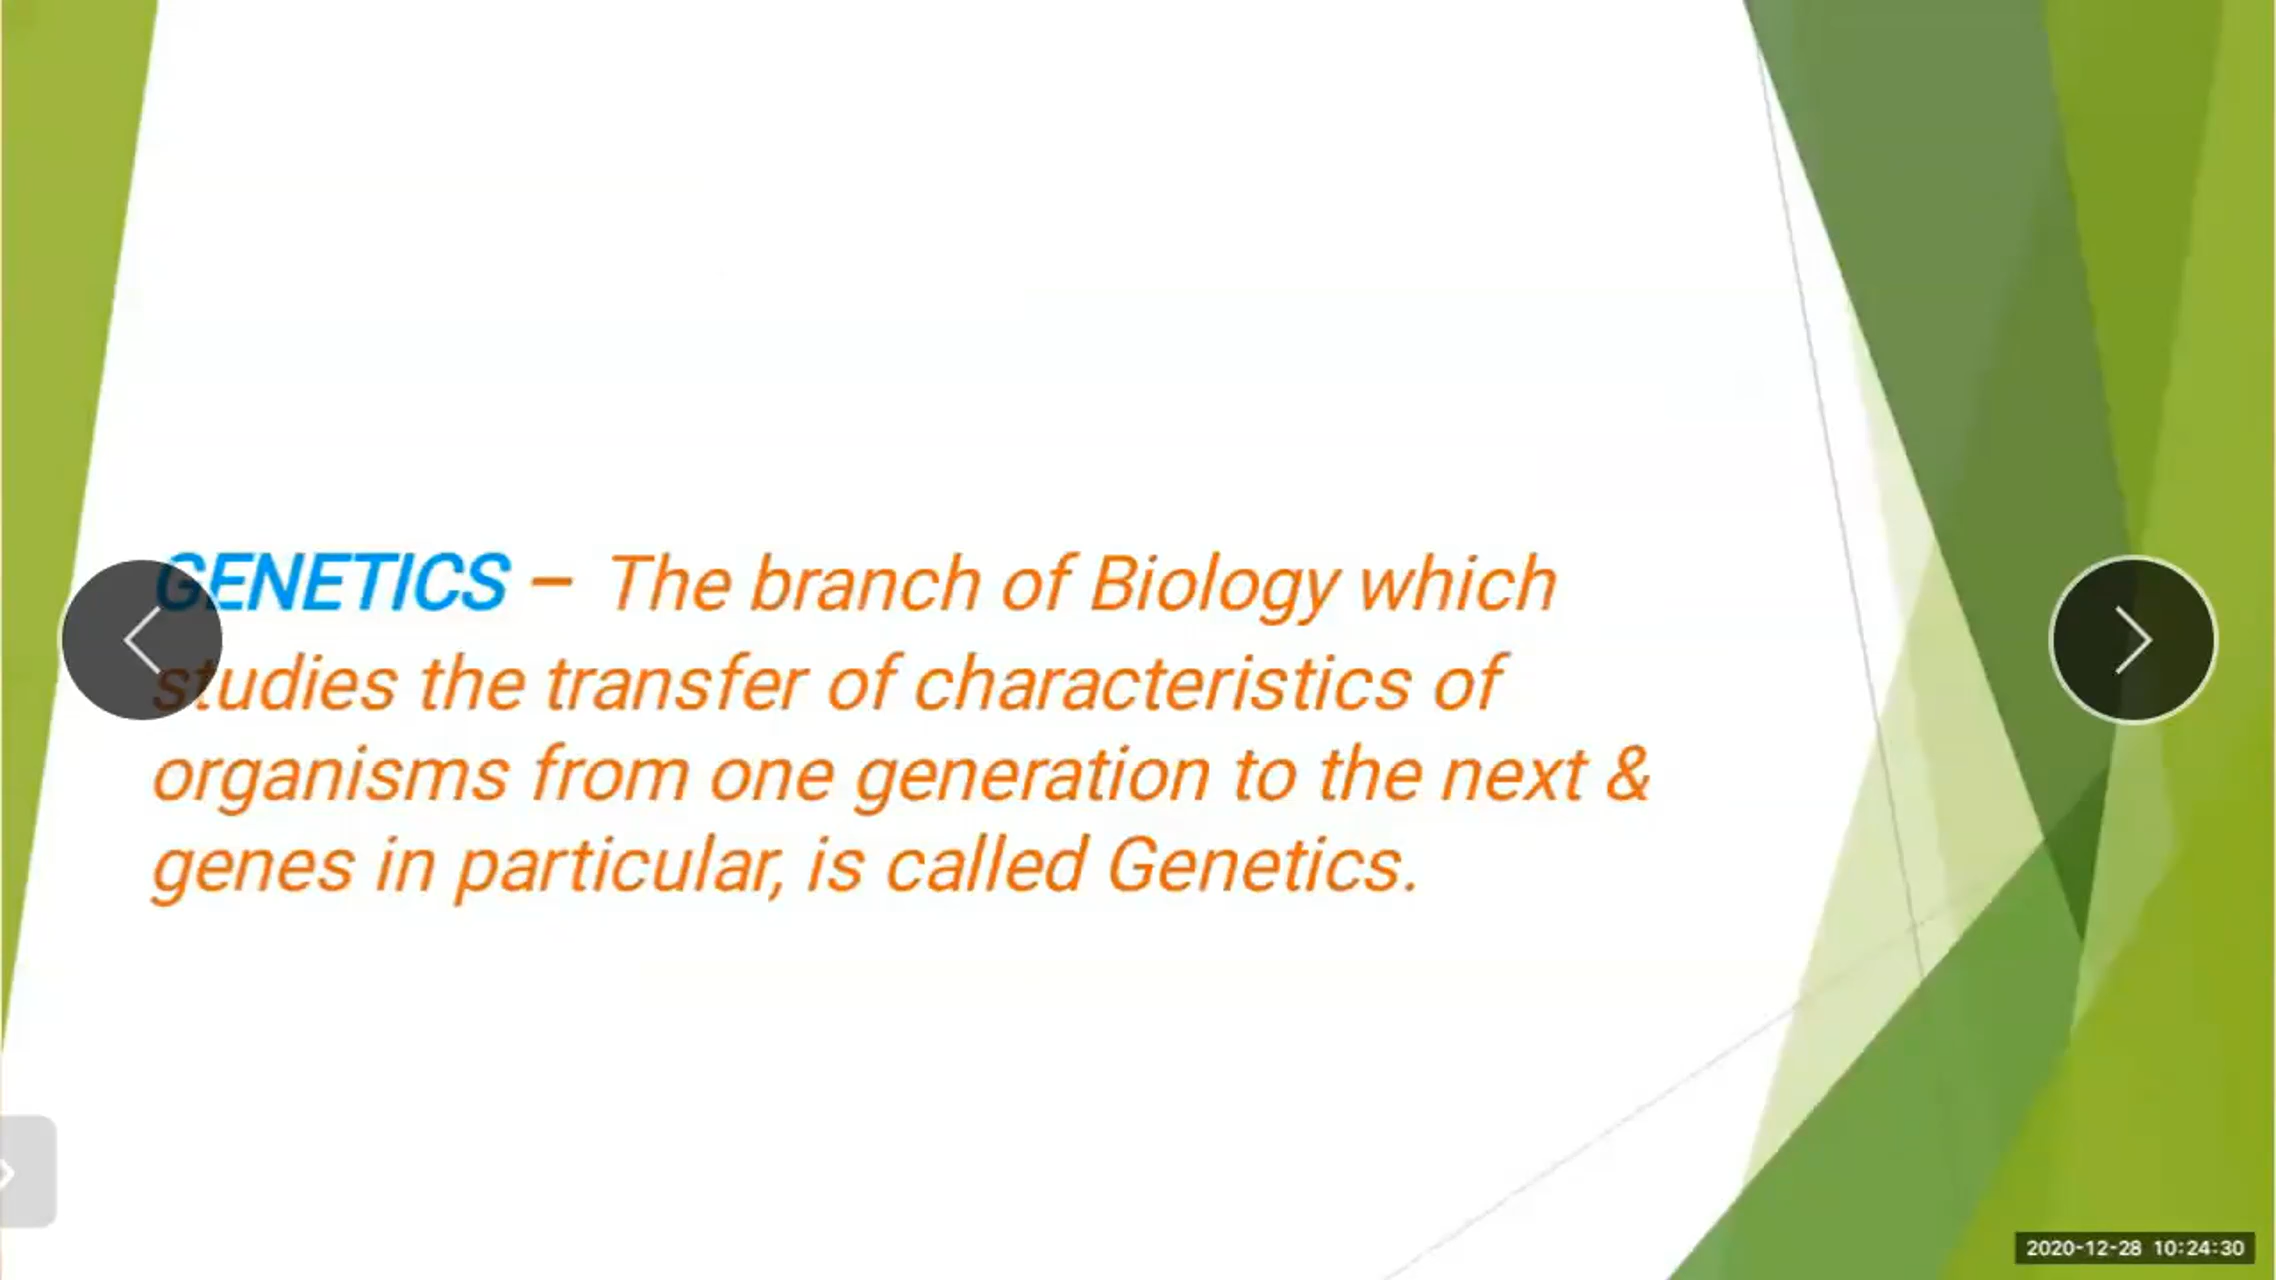 GENETICS – The branch of Biology which
studies the transfer of characteristics of
organisms from one generation to the next &
genes in particular, is called Genetics.
2020-12-28 10:24:30